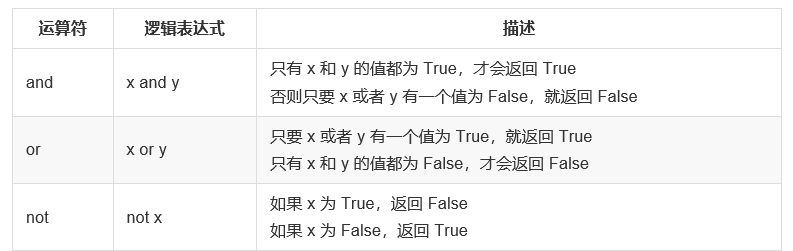 运算符 逻辑表达式 描述
and x and y 只有 x 和 y 的值都为 True，才会返回 True
否则只要 x 或者 y 有一个值为 False，就返回 False
or x or y 只要 x 或者 y 有一个值为 True，就返回 True
只有 x 和 y 的值都为 False，才会返回 False
not not x 如果 x 为 True，返回 False
如果 x 为 False，返回 True